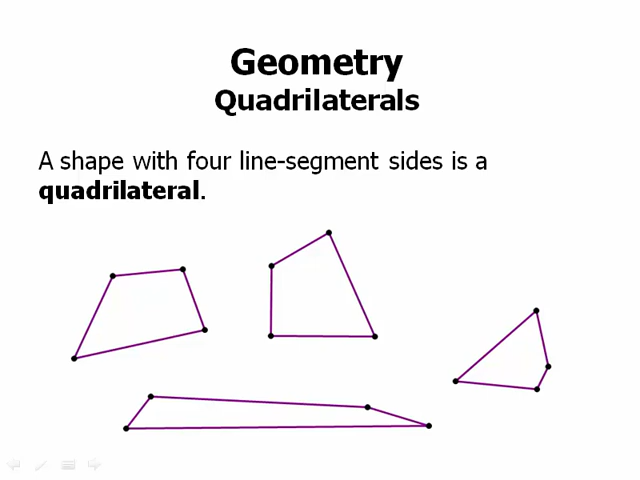 Geometry
Quadrilaterals
A shape with four line-segment sides is a
quadrilateral.